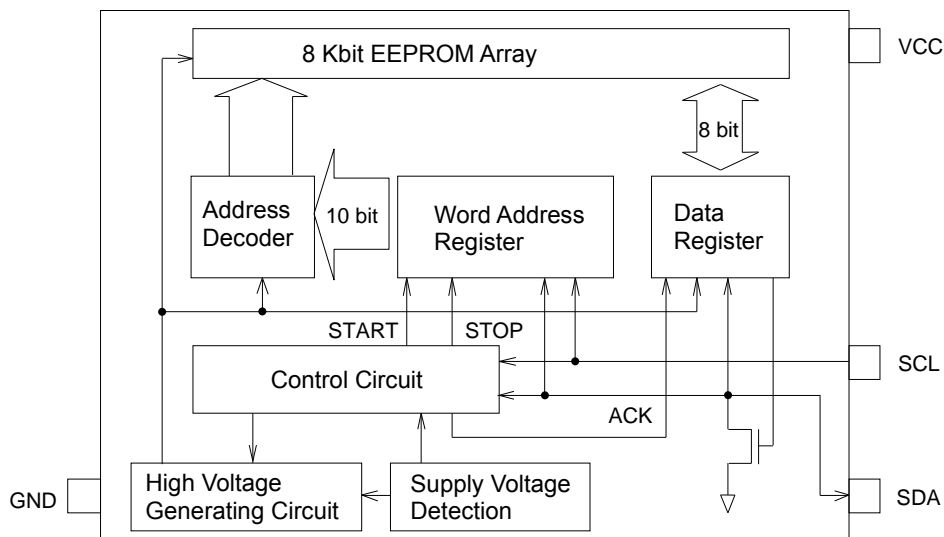 8 Kbit EEPROM Array
VCC
8 bit
Address
Decoder
10 bit
Word Address
Register
Data
Register
START
STOP
Control Circuit
SCL
ACK
GND
High Voltage
Generating Circuit
Supply Voltage
Detection
SDA